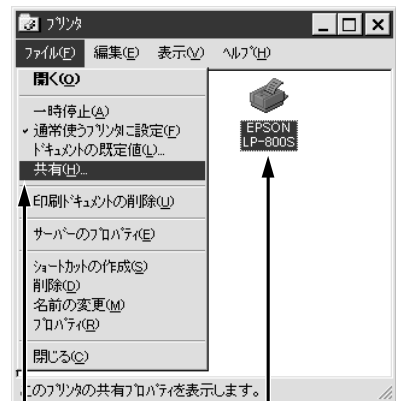 プリンタ
ファイル(F) 編集(E) 表示(V) ヘルプ(H)
開く(O)
一時停止(A)
通常使うプリンタに設定(F)
ドキュメントの既定値(L)...
共有(H)...
印刷ドキュメントの削除(U)
サーバーのプロパティ(E)
ショートカットの作成(S)
削除(D)
名前の変更(M)
プロパティ(R)
閉じる(C)
EPSON
LP-800S
このプリンタの共有プロパティを表示します。